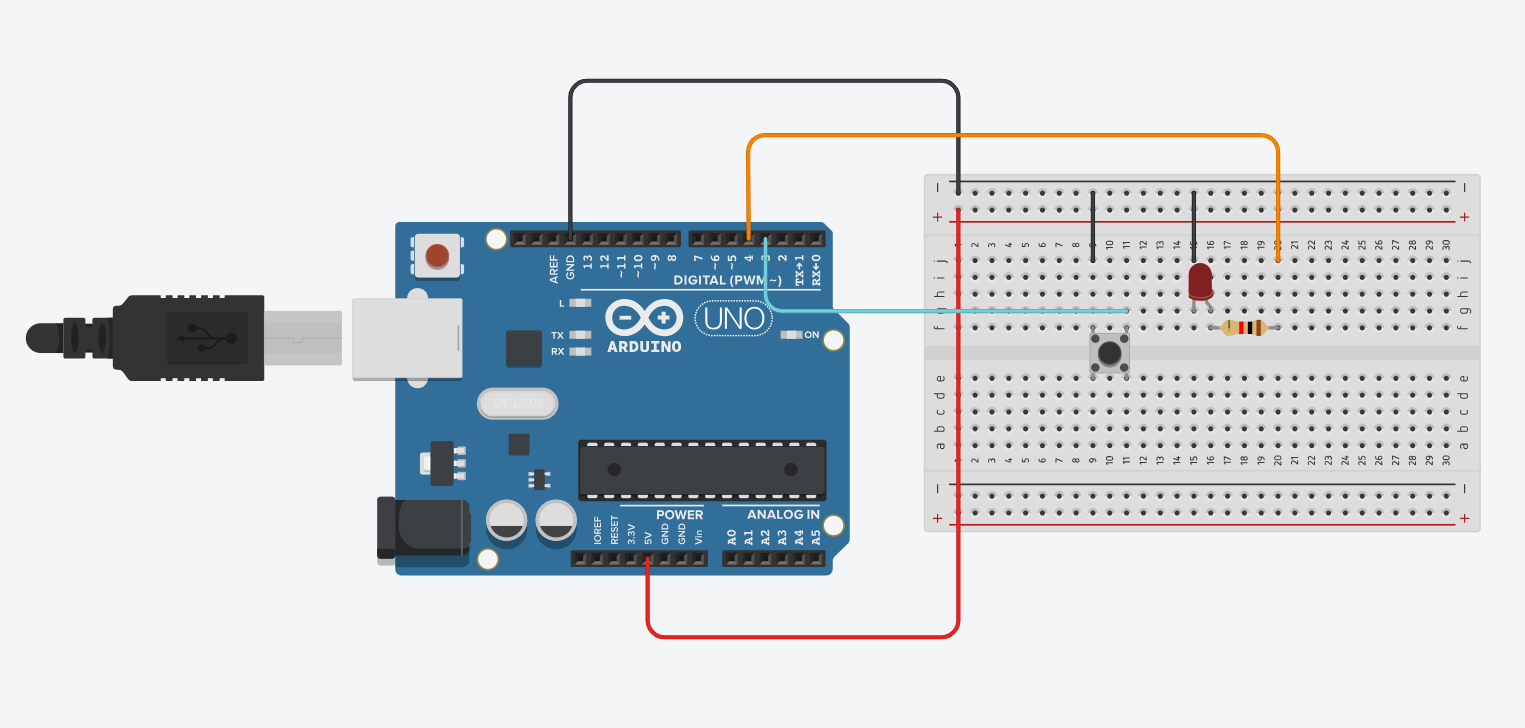 − −
+ +
1 2 3 4 5 6 7 8 9 10 11 12 13 14 15 16 17 18 19 20 21 22 23 24 25 26 27 28 29 30
j j
i i
h h
g g
f f
e e
d d
c c
b b
a a
1 2 3 4 5 6 7 8 9 10 11 12 13 14 15 16 17 18 19 20 21 22 23 24 25 26 27 28 29 30
− −
+ +
AREF GND 13 12 ~11 ~10 ~9 8 7 ~6 ~5 4 3 2 TX→1 RX←0
DIGITAL (PWM ~)
L
TX
RX
UNO
ON
ARDUINO
POWER
ANALOG IN
IOREF RESET 3.3V 5V GND GND Vin A0 A1 A2 A3 A4 A5